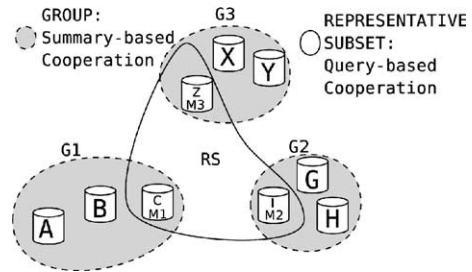 GROUP:
Summary-based
Cooperation
G3
X
Y
Z
M3
REPRESENTATIVE
SUBSET:
Query-based
Cooperation
G1
A
B
C
M1
RS
G2
G
I
M2
H